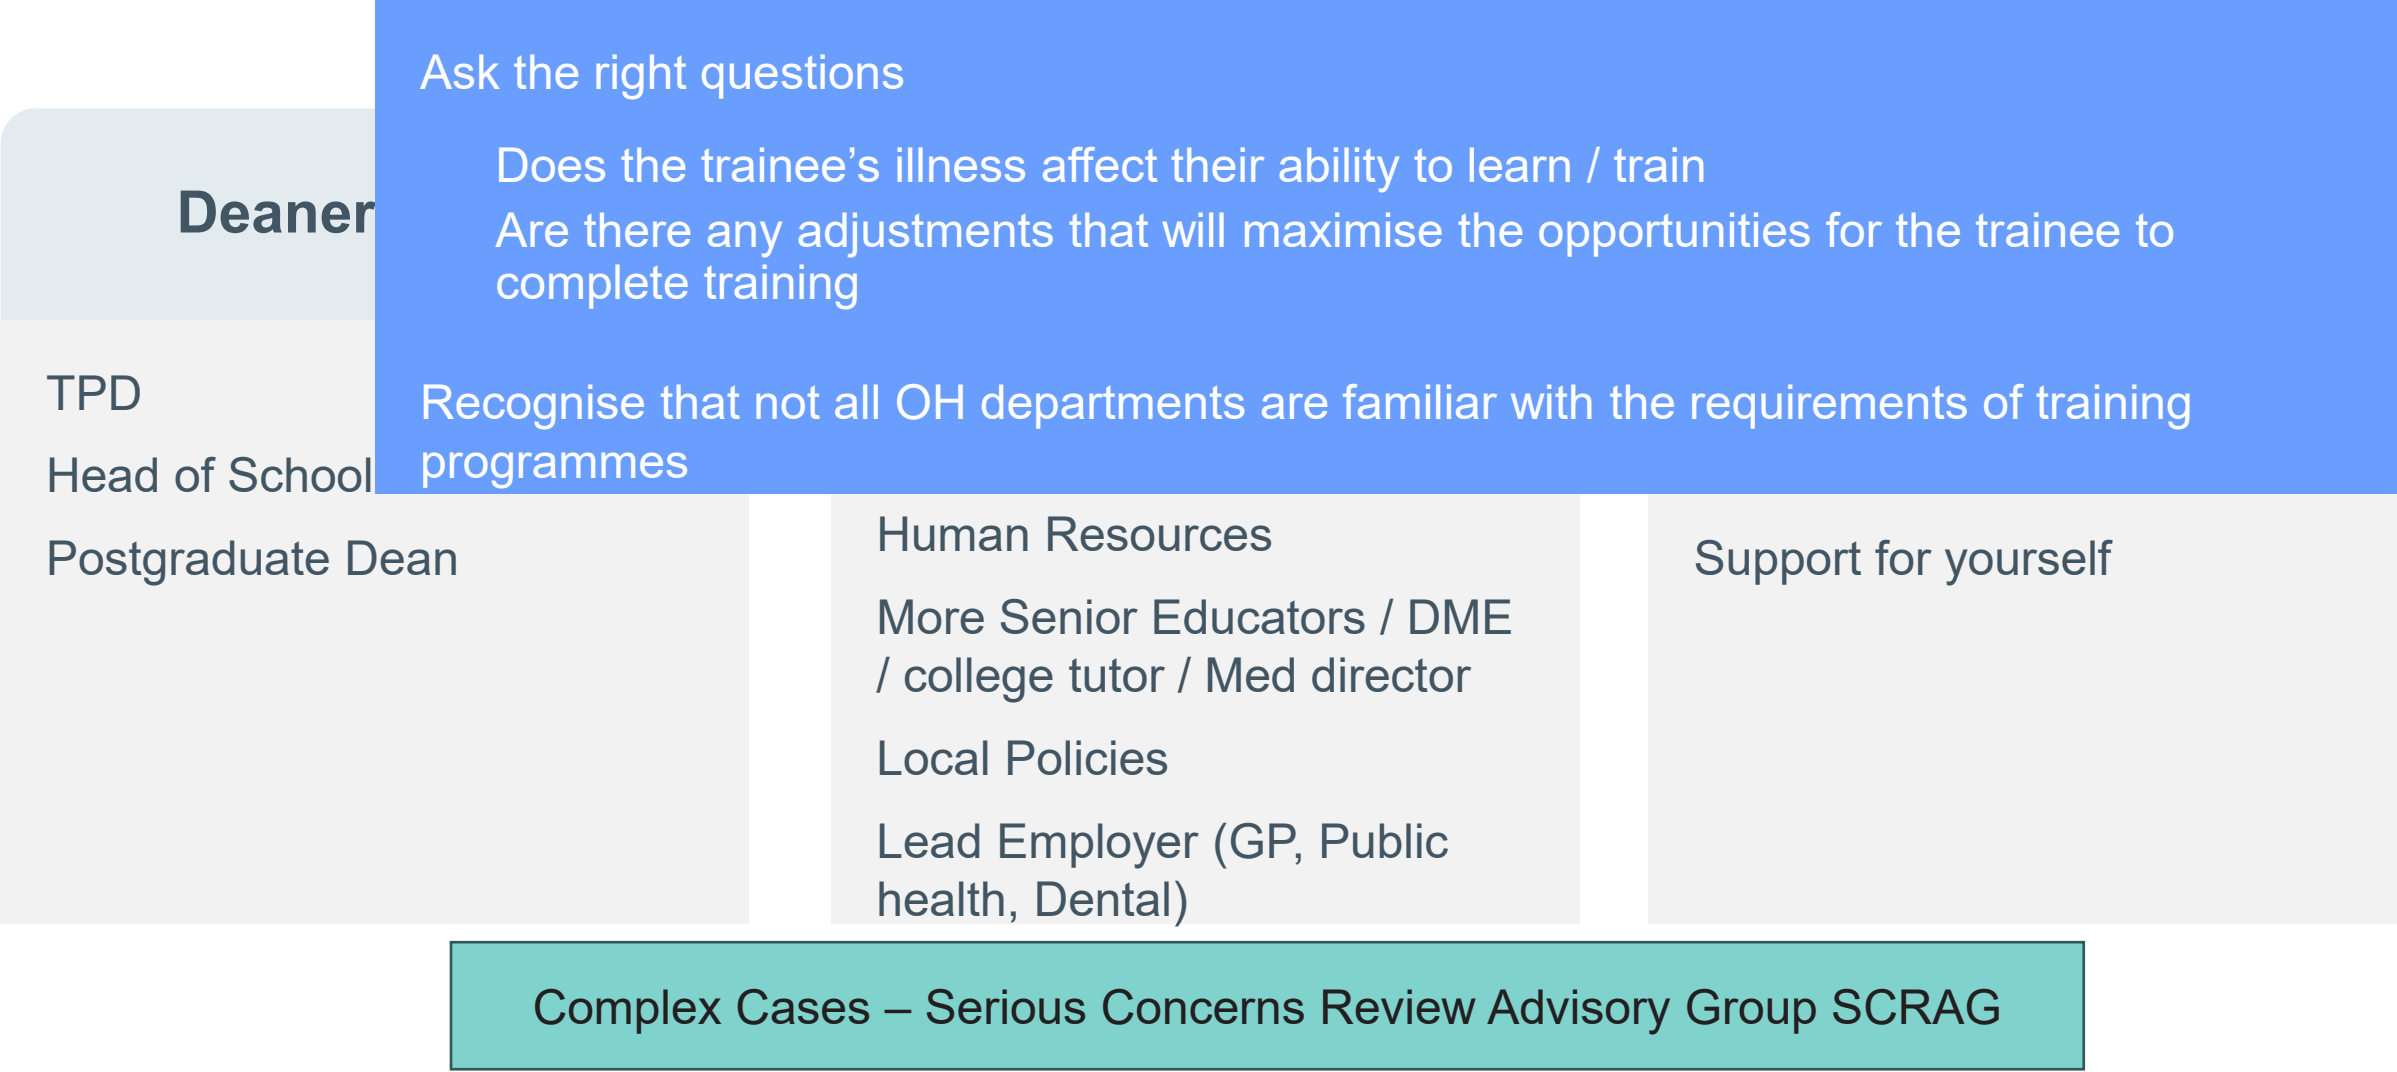 Ask the right questions
Does the trainee’s illness affect their ability to learn / train
Are there any adjustments that will maximise the opportunities for the trainee to
complete training
Recognise that not all OH departments are familiar with the requirements of training
programmes
Deaner
TPD
Head of School
Postgraduate Dean
Human Resources
More Senior Educators / DME
/ college tutor / Med director
Local Policies
Lead Employer (GP, Public
health, Dental)
Support for yourself
Complex Cases – Serious Concerns Review Advisory Group SCRAG